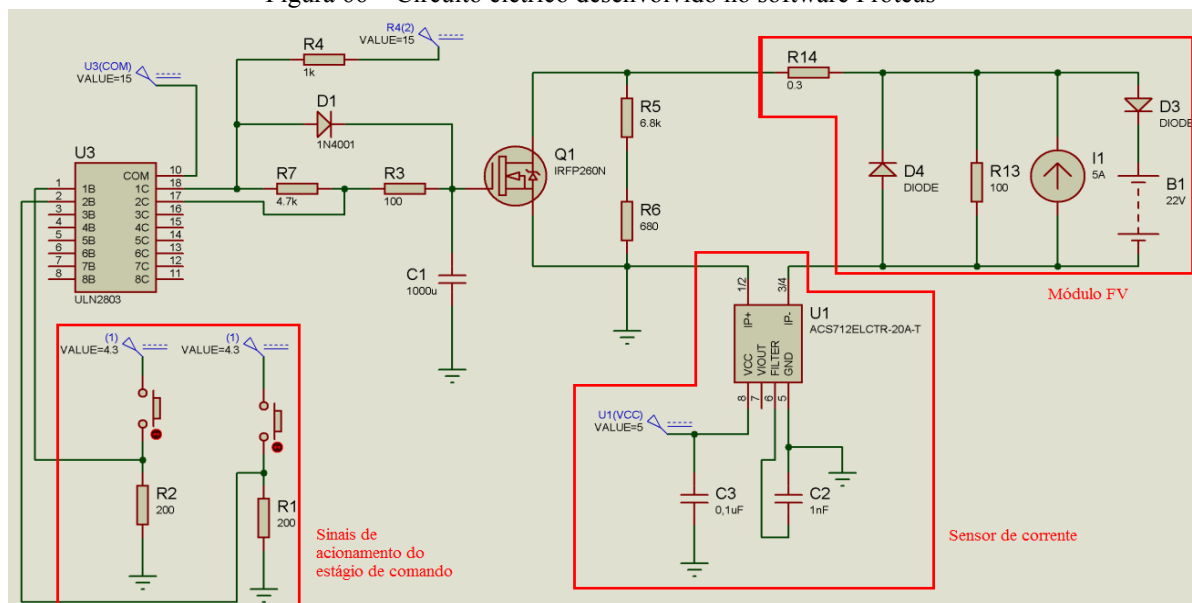 Figura 60 – Circuito elétrico desenvolvido no software Proteus
R4(2)
VALUE=15
R4
1k
U3(COM)
VALUE=15
D1
1N4001
U3
COM
10
1 1B 1C 18
2 2B 2C 17
3 3B 3C 16
4 4B 4C 15
5 5B 5C 14
6 6B 6C 13
7 7B 7C 12
8 8B 8C 11
ULN2803
R7
4.7k
R3
100
Q1
IRFP260N
C1
1000u
R5
6.8k
R6
680
R14
0.3
D4
DIODE
R13
100
I1
5A
D3
DIODE
B1
22V
Módulo FV
1/2
3/4
IP+
IP-
U1
ACS712ELCTR-20A-T
VCC
VIOUT
FILTER
GND
8
7
6
5
U1(VCC)
VALUE=5
C3
0,1uF
C2
1nF
Sensor de corrente
(1)
VALUE=4.3
(1)
VALUE=4.3
R2
200
R1
200
Sinais de
acionamento do
estágio de comando